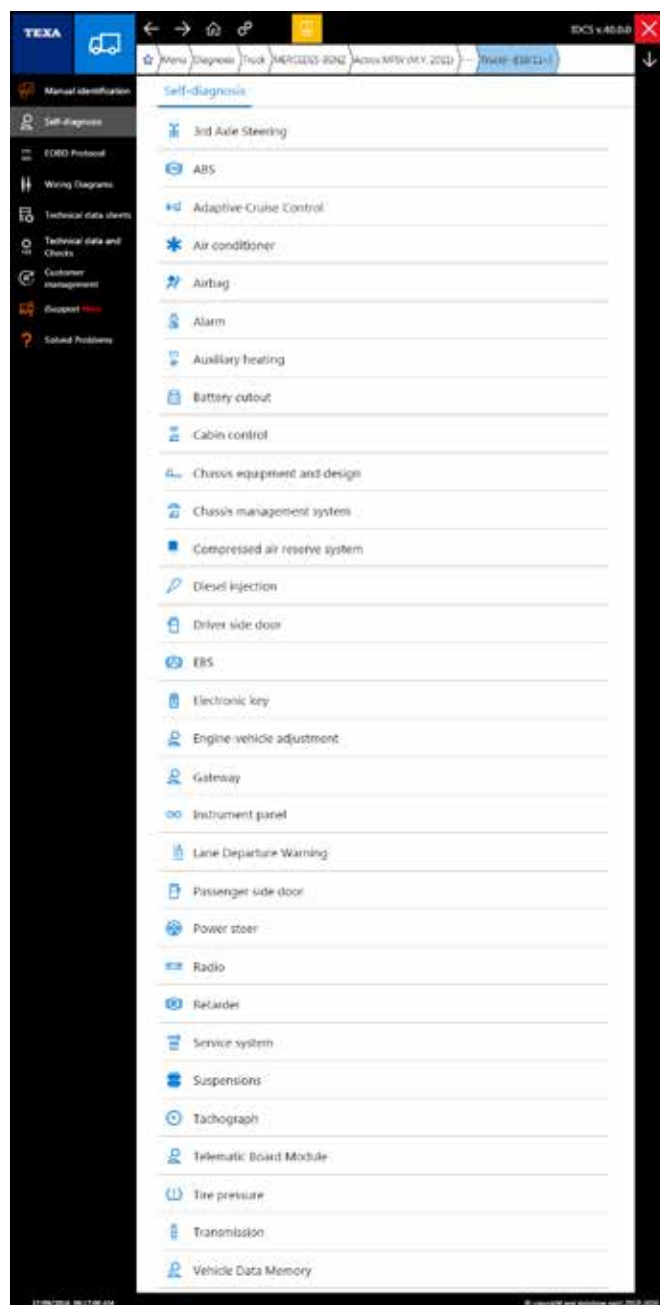 TEXA
IDCS v.40.0.0
Menu
Diagnosis
Truck
MERCEDES-BENZ
Self-diagnosis
Manual identification
Self-diagnosis
EOBD Protocol
Wiring Diagrams
Technical data sheets
Technical data and
Checks
Customer
management
iSupport
Solved Problems
3rd Axle Steering
ABS
Adaptive Cruise Control
Air conditioner
Airbag
Alarm
Auxiliary heating
Battery cutout
Cabin control
Chassis equipment and design
Chassis management system
Compressed air reserve system
Diesel injection
Driver side door
EBS
Electronic key
Engine-vehicle adjustment
Gateway
Instrument panel
Lane Departure Warning
Passenger side door
Power steer
Radio
Retarder
Service system
Suspensions
Tachograph
Telematic Board Module
Tire pressure
Transmission
Vehicle Data Memory